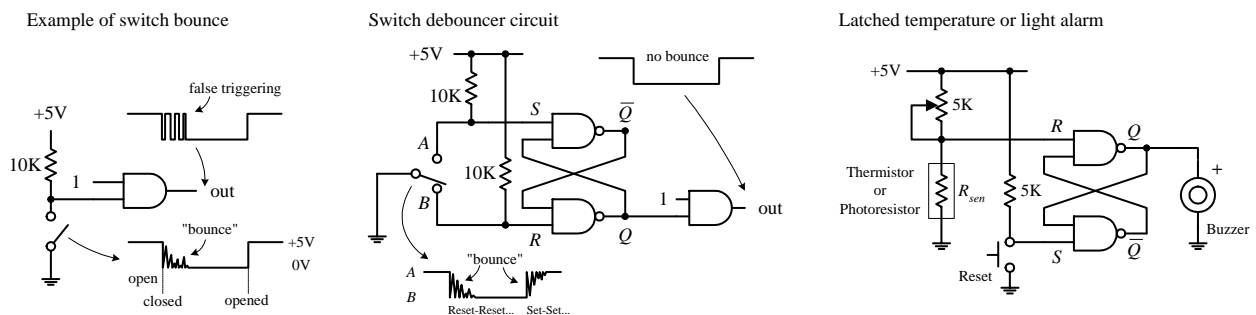 Example of switch bounce
+5V
10K
1
out
false triggering
"bounce"
+5V
0V
open
closed
opened
Switch debouncer circuit
+5V
10K
S
Q̅
A
10K
B
R
Q
1
out
no bounce
A
"bounce"
B
Reset-Reset...
Set-Set...
Latched temperature or light alarm
+5V
5K
R
Q
Thermistor
or
Photoresistor
R_sen
5K
+
Buzzer
S
Q̅
Reset